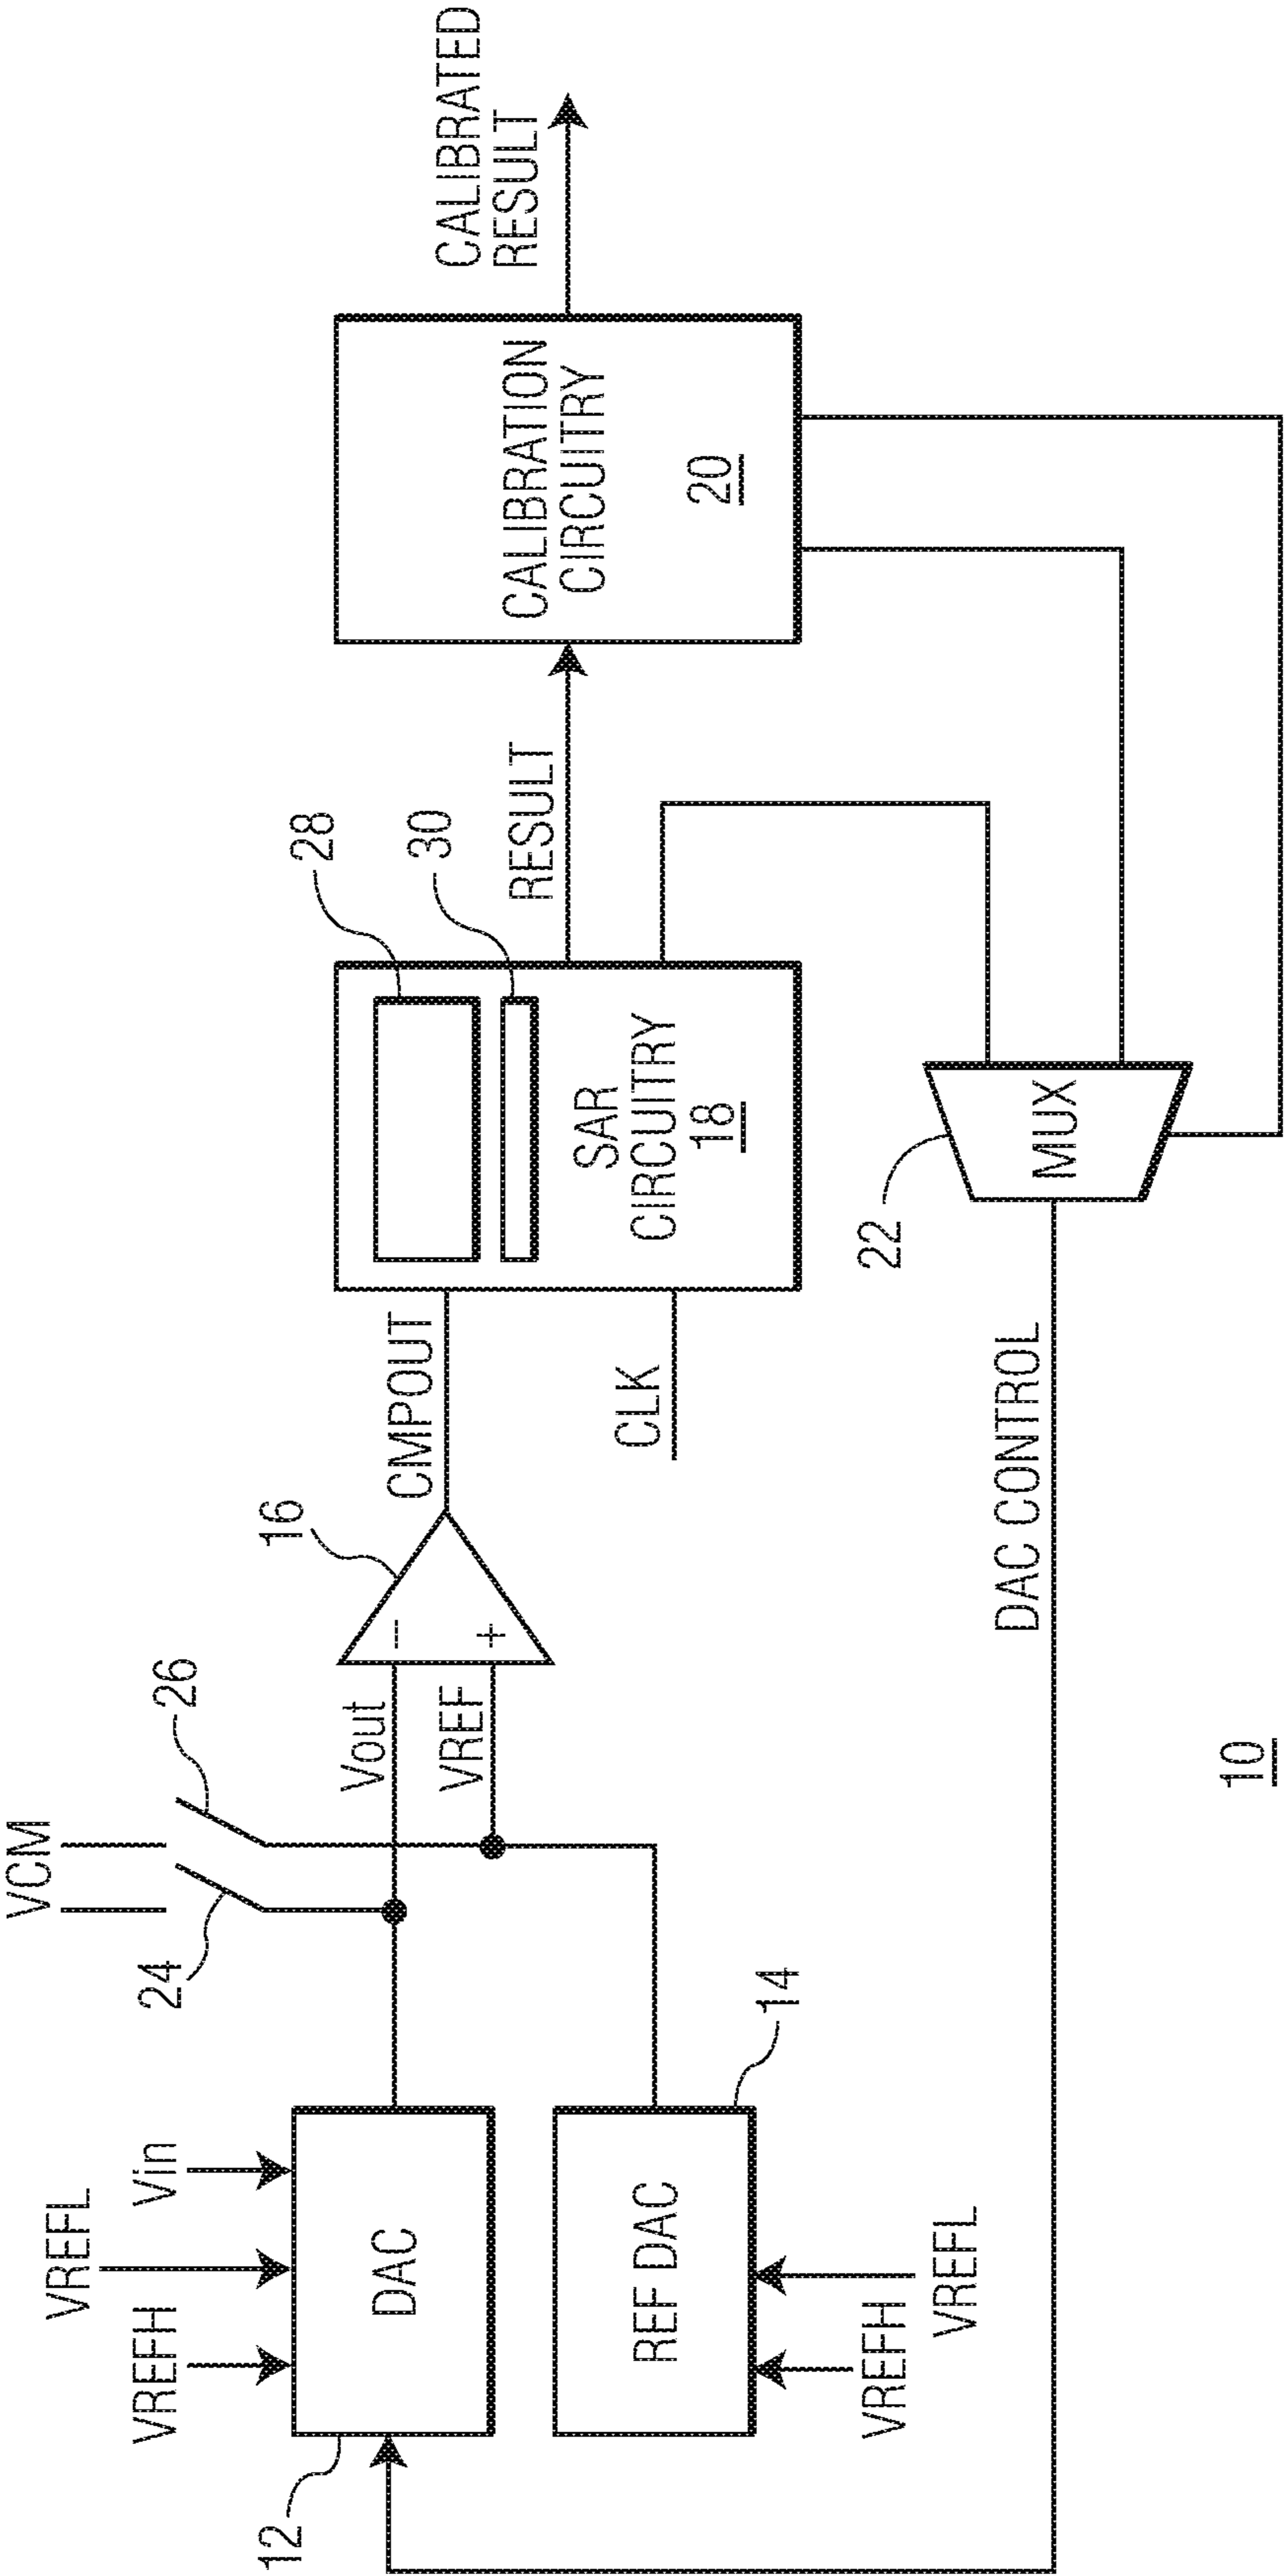 VCM
24
26
VREFH
VREFL
Vin
12
DAC
Vout
VREF
16
-
+
CMPOUT
CLK
28
30
SAR
CIRCUITRY
18
RESULT
CALIBRATION
CIRCUITRY
20
CALIBRATED
RESULT
REF DAC
14
VREFH
VREFL
22
MUX
DAC CONTROL
10